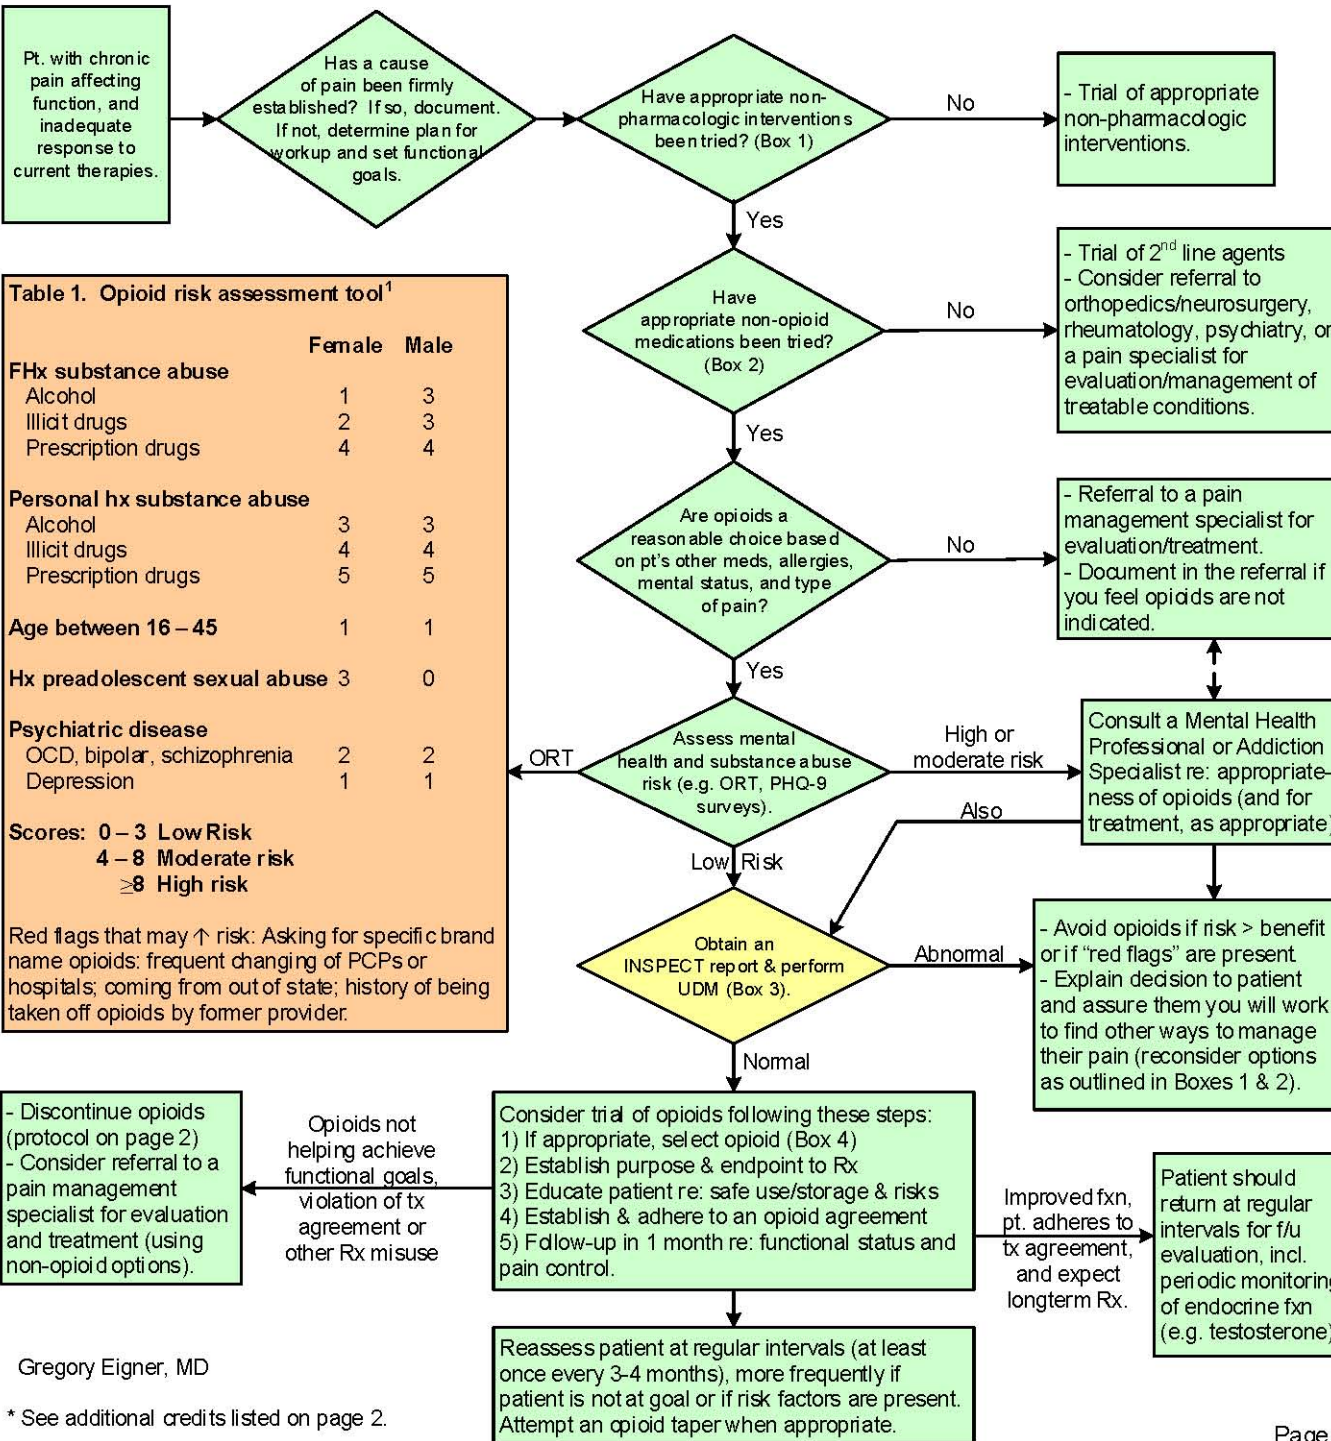 Pt. with chronic
pain affecting
function, and
inadequate
response to
current therapies.
Has a cause
of pain been firmly
established? If so, document.
If not, determine plan for
workup and set functional
goals.
Have appropriate non-
pharmacologic interventions
been tried? (Box 1)
No
- Trial of appropriate
non-pharmacologic
interventions.
Yes
Have
appropriate non-opioid
medications been tried?
(Box 2)
No
- Trial of 2nd line agents
- Consider referral to
orthopedics/neurosurgery,
rheumatology, psychiatry, or
a pain specialist for
evaluation/management of
treatable conditions.
Yes
Are opioids a
reasonable choice based
on pt's other meds, allergies,
mental status, and type
of pain?
No
- Referral to a pain
management specialist for
evaluation/treatment.
- Document in the referral if
you feel opioids are not
indicated.
Yes
Assess mental
health and substance abuse
risk (e.g. ORT, PHQ-9
surveys).
ORT
High or
moderate risk
Consult a Mental Health
Professional or Addiction
Specialist re: appropriate-
ness of opioids (and for
treatment, as appropriate)
Also
Low Risk
Table 1. Opioid risk assessment tool1
Female Male
FHx substance abuse
Alcohol 1 3
Illicit drugs 2 3
Prescription drugs 4 4
Personal hx substance abuse
Alcohol 3 3
Illicit drugs 4 4
Prescription drugs 5 5
Age between 16 – 45 1 1
Hx preadolescent sexual abuse 3 0
Psychiatric disease
OCD, bipolar, schizophrenia 2 2
Depression 1 1
Scores: 0 – 3 Low Risk
4 – 8 Moderate risk
≥8 High risk
Red flags that may ↑ risk: Asking for specific brand
name opioids: frequent changing of PCPs or
hospitals; coming from out of state; history of being
taken off opioids by former provider.
Obtain an
INSPECT report & perform
UDM (Box 3).
Abnormal
- Avoid opioids if risk > benefit
or if "red flags" are present.
- Explain decision to patient
and assure them you will work
to find other ways to manage
their pain (reconsider options
as outlined in Boxes 1 & 2).
Normal
Consider trial of opioids following these steps:
1) If appropriate, select opioid (Box 4)
2) Establish purpose & endpoint to Rx
3) Educate patient re: safe use/storage & risks
4) Establish & adhere to an opioid agreement
5) Follow-up in 1 month re: functional status and
pain control.
Opioids not
helping achieve
functional goals,
violation of tx
agreement or
other Rx misuse
- Discontinue opioids
(protocol on page 2)
- Consider referral to a
pain management
specialist for evaluation
and treatment (using
non-opioid options).
Improved fxn,
pt. adheres to
tx agreement,
and expect
longterm Rx.
Patient should
return at regular
intervals for f/u
evaluation, incl.
periodic monitoring
of endocrine fxn
(e.g. testosterone)
Reassess patient at regular intervals (at least
once every 3-4 months), more frequently if
patient is not at goal or if risk factors are present.
Attempt an opioid taper when appropriate.
Gregory Eigner, MD
* See additional credits listed on page 2.
Page